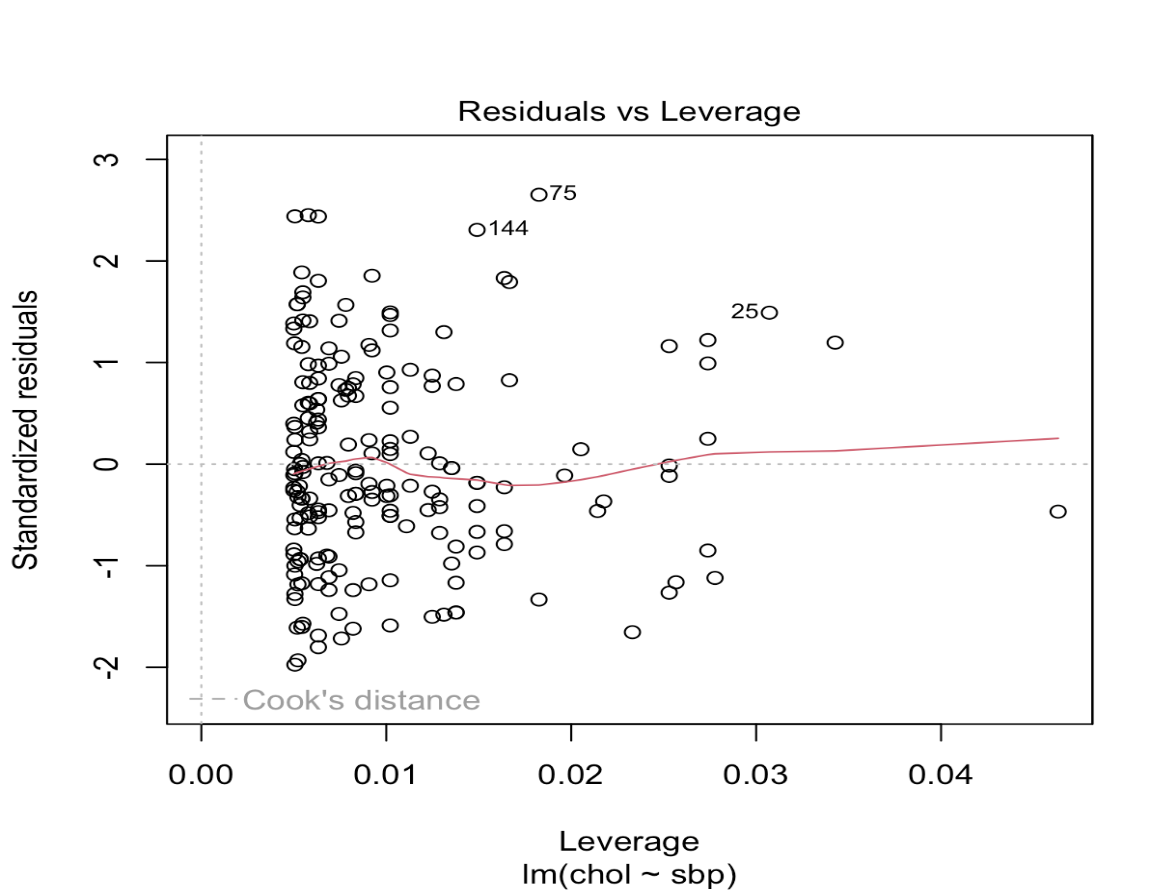 Residuals vs Leverage
Standardized residuals
3
2
1
0
-1
-2
75
144
25
Cook's distance
0.00 0.01 0.02 0.03 0.04
Leverage
lm(chol ~ sbp)